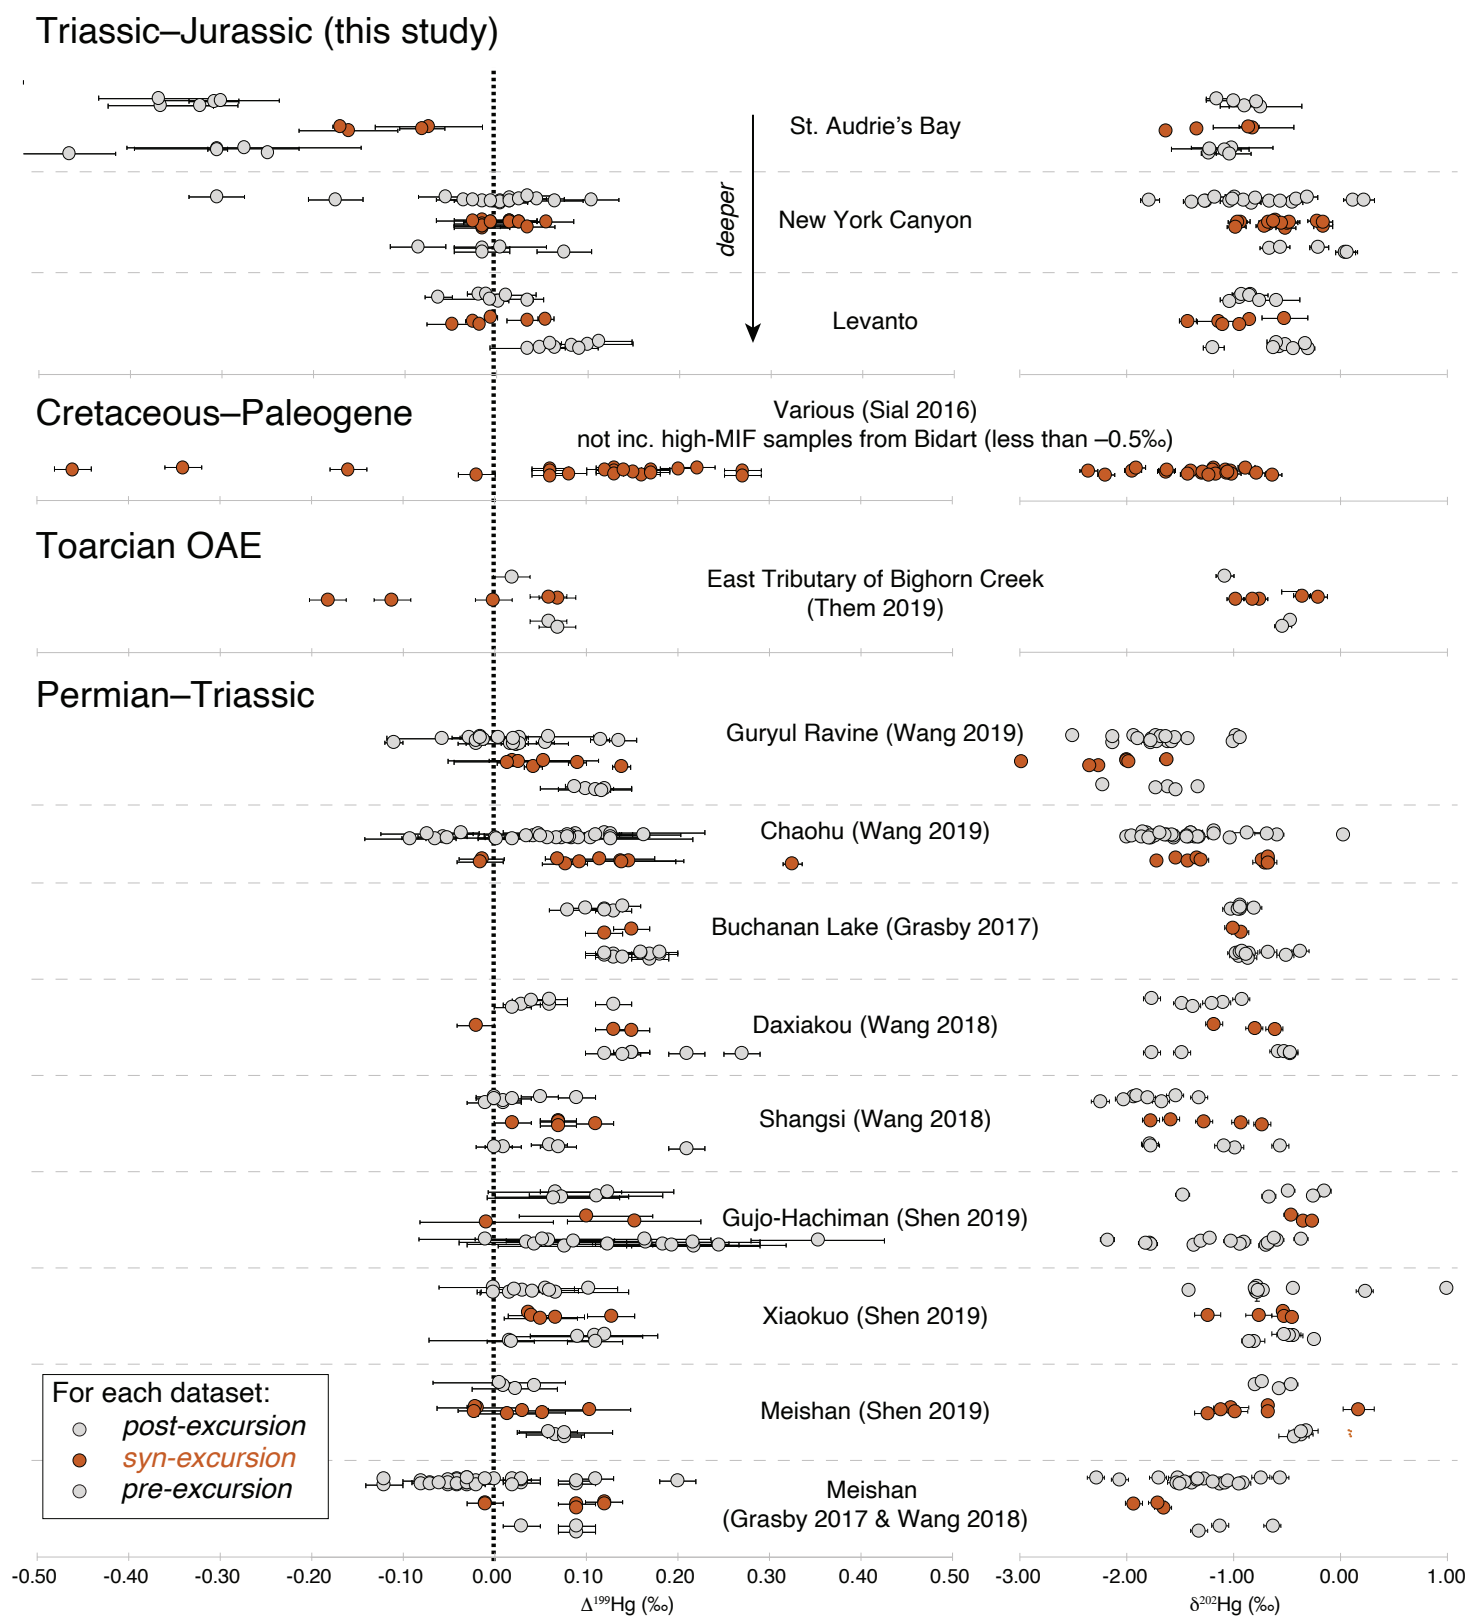 Triassic–Jurassic (this study)
St. Audrie's Bay
deeper
New York Canyon
Levanto
Cretaceous–Paleogene
Various (Sial 2016)
not inc. high-MIF samples from Bidart (less than –0.5‰)
Toarcian OAE
East Tributary of Bighorn Creek
(Them 2019)
Permian–Triassic
Guryul Ravine (Wang 2019)
Chaohu (Wang 2019)
Buchanan Lake (Grasby 2017)
Daxiakou (Wang 2018)
Shangsi (Wang 2018)
Gujo-Hachiman (Shen 2019)
Xiaokuo (Shen 2019)
For each dataset:
post-excursion
syn-excursion
pre-excursion
Meishan (Shen 2019)
Meishan
(Grasby 2017 & Wang 2018)
-0.50 -0.40 -0.30 -0.20 -0.10 0.00 0.10 0.20 0.30 0.40 0.50 -3.00 -2.00 -1.00 0.00 1.00
Δ¹⁹⁹Hg (‰) δ²⁰²Hg (‰)